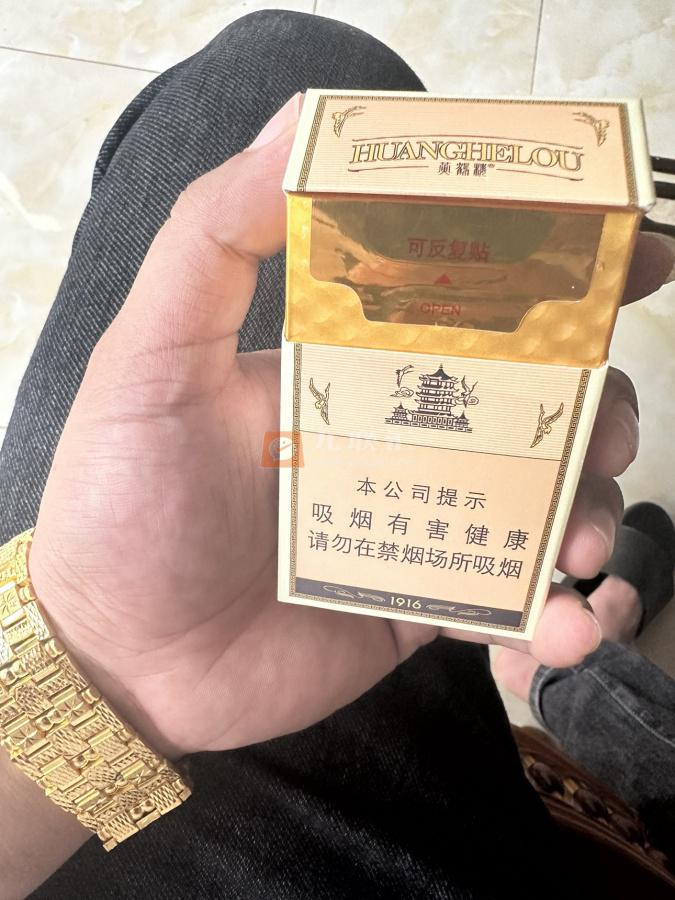 HUANGHELOU
黄鹤楼
可反复贴
OPEN
本公司提示
吸烟有害健康
请勿在禁烟场所吸烟
1916